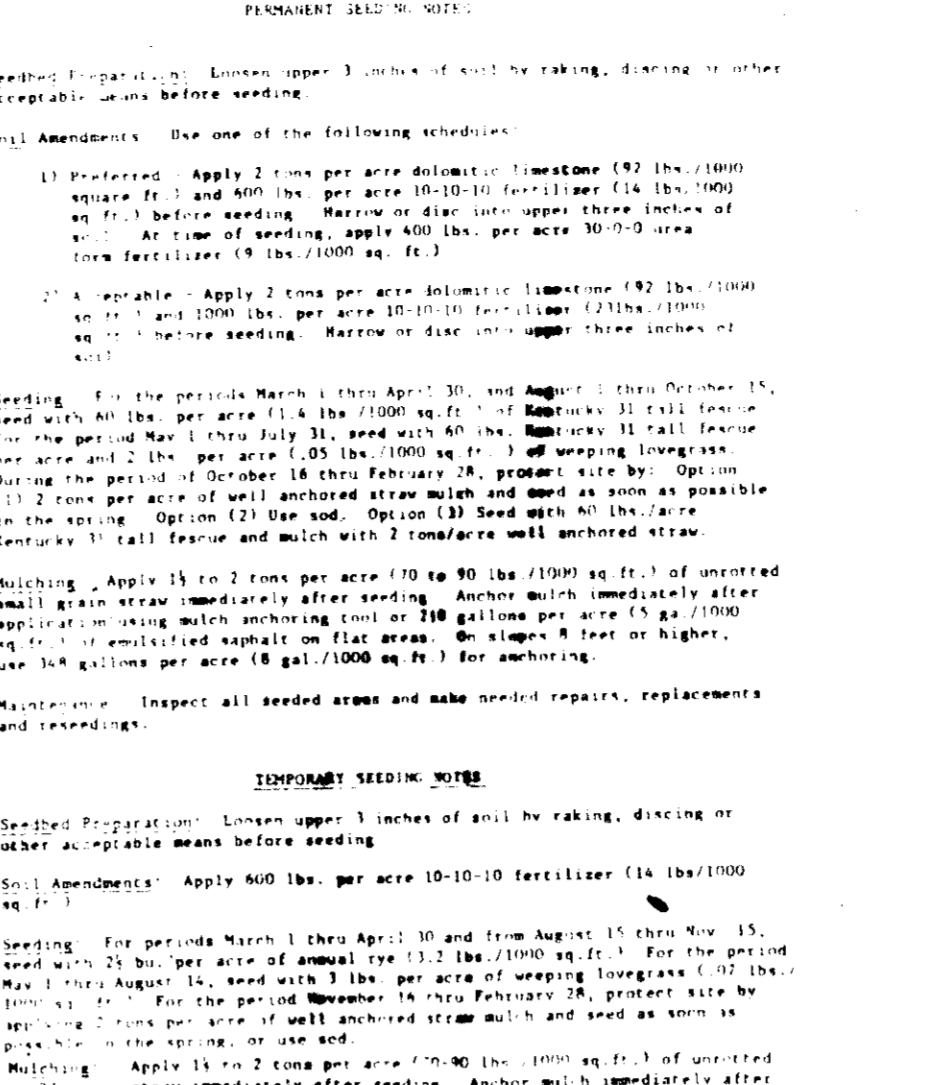 PERMANENT SEEDING NOTES
Seedbed Preparation: Loosen upper 3 inches of soil by raking, discing or other
acceptable means before seeding.
Soil Amendments Use one of the following schedules:
1) Preferred - Apply 2 tons per acre dolomitic limestone (92 lbs./1000
square ft.) and 600 lbs. per acre 10-10-10 fertilizer (14 lbs/1000
sq ft.) before seeding Harrow or disc into upper three inches of
soil At time of seeding, apply 400 lbs. per acre 30-0-0 urea
form fertilizer (9 lbs./1000 sq. ft.)
2) Acceptable - Apply 2 tons per acre dolomitic limestone (92 lbs./1000
sq ft.) and 1000 lbs. per acre 10-10-10 fertilizer (23lbs./1000
sq ft.) before seeding. Harrow or disc into upper three inches of
soil
Seeding For the periods March 1 thru April 30, and August 1 thru October 15,
seed with 60 lbs. per acre (1.4 lbs /1000 sq.ft.) of Kentucky 31 tall fescue
For the period May 1 thru July 31, seed with 60 lbs. Kentucky 31 tall fescue
per acre and 2 lbs per acre (.05 lbs./1000 sq.ft.) of weeping lovegrass.
During the period of October 16 thru February 28, protect site by: Option
(1) 2 tons per acre of well anchored straw mulch and seed as soon as possible
in the spring Option (2) Use sod. Option (3) Seed with 60 lbs./acre
Kentucky 31 tall fescue and mulch with 2 tons/acre well anchored straw.
Mulching Apply 1½ to 2 tons per acre (70 to 90 lbs./1000 sq.ft.) of unrotted
small grain straw immediately after seeding Anchor mulch immediately after
application using mulch anchoring tool or 218 gallons per acre (5 ga./1000
sq.ft.) of emulsified saphalt on flat areas. On slopes 8 feet or higher,
use 348 gallons per acre (8 gal./1000 sq.ft.) for anchoring.
Maintenance Inspect all seeded areas and make needed repairs, replacements
and reseedings.
TEMPORARY SEEDING NOTES
Seedbed Preparation: Loosen upper 3 inches of soil by raking, discing or
other acceptable means before seeding
Soil Amendments: Apply 600 lbs. per acre 10-10-10 fertilizer (14 lbs/1000
sq.ft.)
Seeding: For periods March 1 thru April 30 and from August 15 thru Nov 15,
seed with 2½ bu. per acre of annual rye (3.2 lbs./1000 sq.ft.) For the period
May 1 thru August 14, seed with 3 lbs. per acre of weeping lovegrass (.07 lbs./
1000 sq. ft.) For the period November 16 thru February 28, protect site by
applying 2 tons per acre of well anchored straw mulch and seed as soon as
possible in the spring, or use sod.
Mulching: Apply 1½ to 2 tons per acre (70-90 lbs./1000 sq.ft.) of unrotted
straw immediately after seeding Anchor mulch immediately after